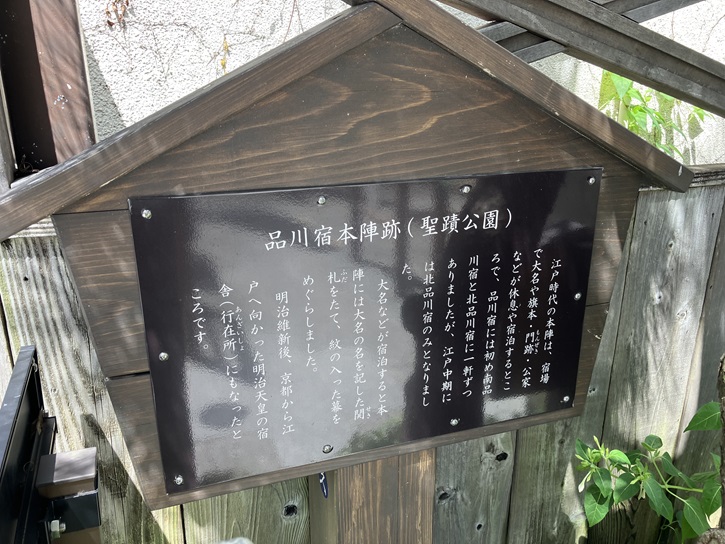 品川宿本陣跡(聖蹟公園)
江戸時代の本陣は、宿場
で大名や旗本・門跡・公家
などが休息や宿泊するとこ
ろで、品川宿には初め南品
川宿と北品川宿に一軒ずつ
ありましたが、江戸中期に
は北品川宿のみとなりまし
た。
大名などが宿泊すると本
陣には大名の名を記した関
札をたて、紋の入った幕を
めぐらしました。
明治維新後、京都から江
戸へ向かった明治天皇の宿
舎(行在所)にもなったと
ころです。